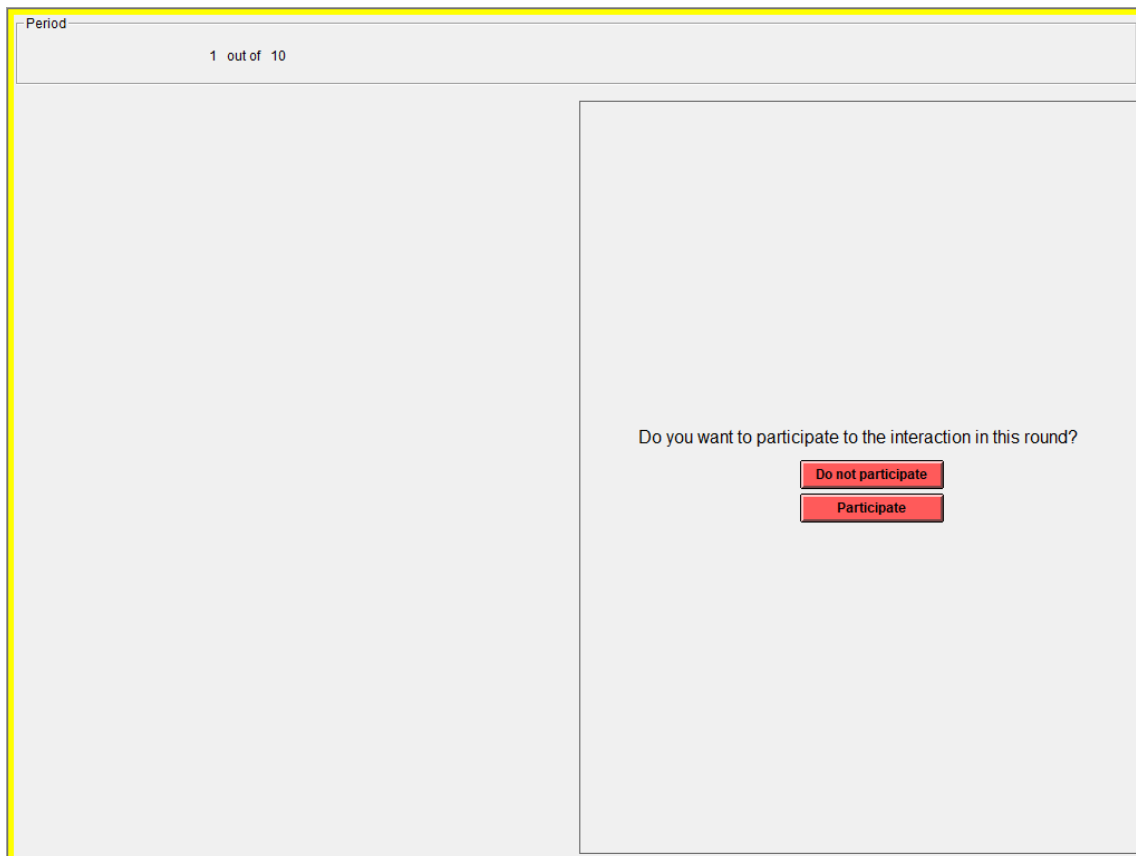 Period
1 out of 10
Do you want to participate to the interaction in this round?
Do not participate
Participate